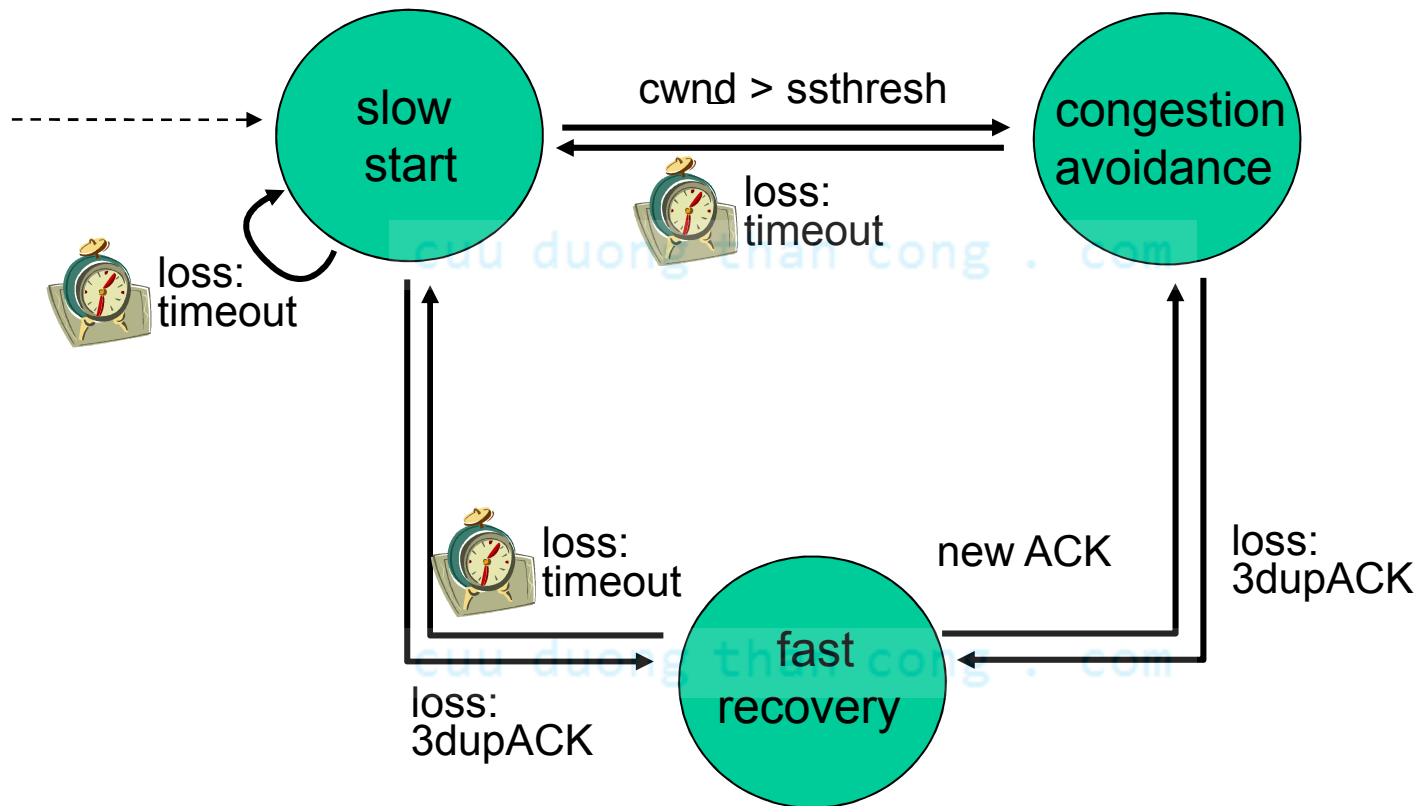 slow
start
cwnd > ssthresh
congestion
avoidance
loss:
timeout
cuu duong than cong . com
loss:
timeout
loss:
timeout
new ACK
loss:
3dupACK
fast
recovery
cuu duong than cong . com
loss:
3dupACK